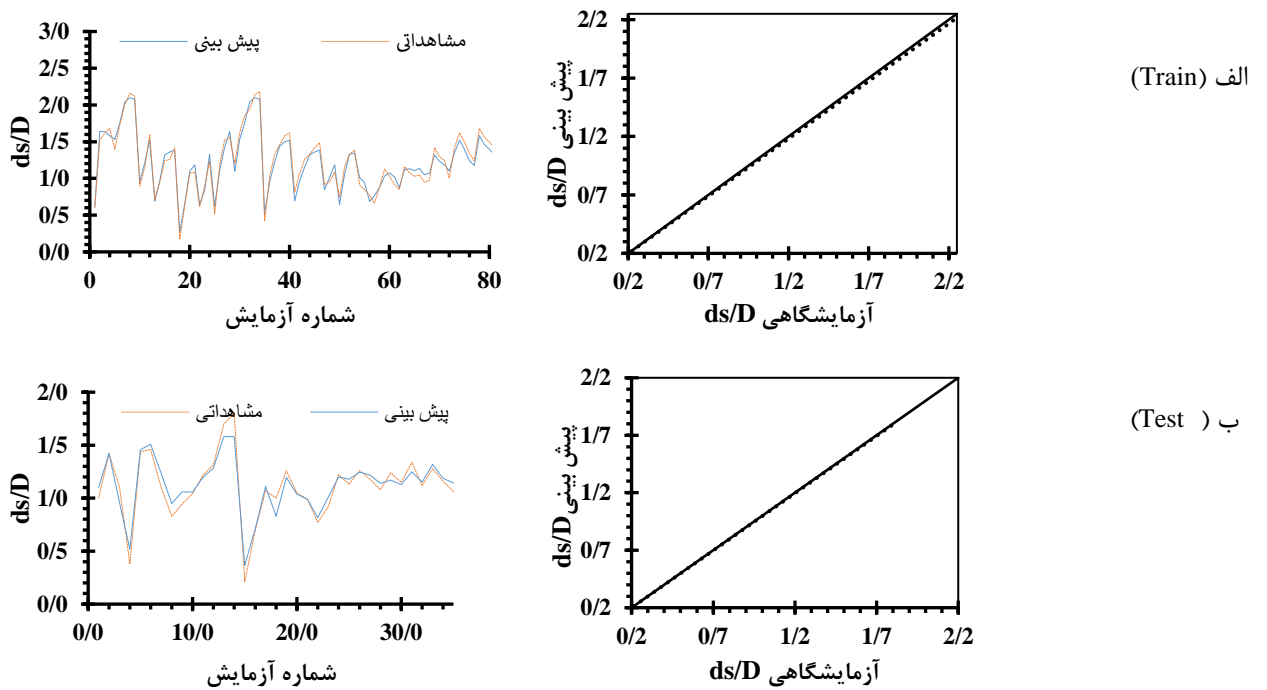 الف (Train)
2/2
1/7
1/2
0/7
0/2
پیش بینی ds/D
0/2 0/7 1/2 1/7 2/2
آزمایشگاهی ds/D
3/0
2/5
2/0
1/5
1/0
0/5
0/0
ds/D
پیش بینی
مشاهداتی
0 20 40 60 80
شماره آزمایش
ب (Test)
2/2
1/7
1/2
0/7
0/2
پیش بینی ds/D
0/2 0/7 1/2 1/7 2/2
آزمایشگاهی ds/D
2/0
1/5
1/0
0/5
0/0
ds/D
مشاهداتی
پیش بینی
0/0 10/0 20/0 30/0
شماره آزمایش